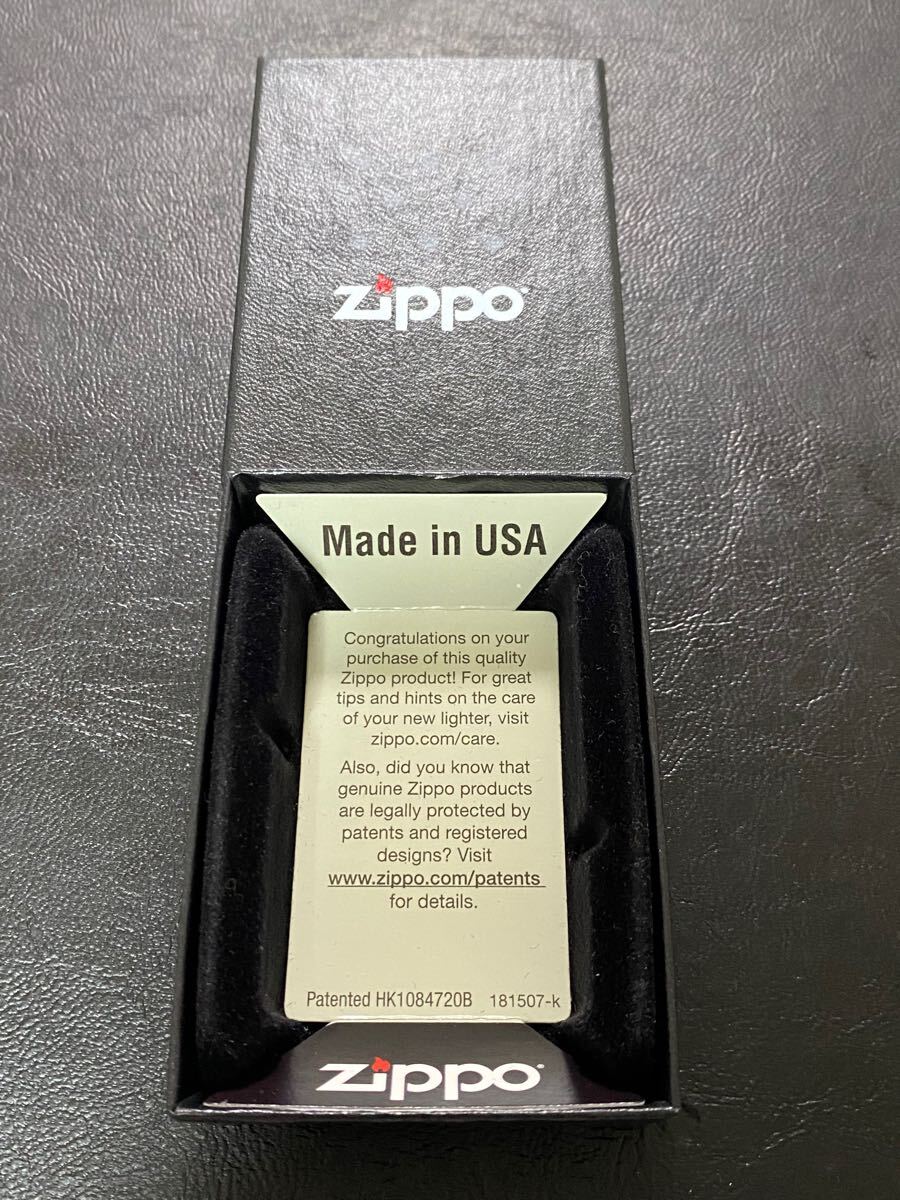 zippo
Made in USA
Congratulations on your
purchase of this quality
Zippo product! For great
tips and hints on the care
of your new lighter, visit
zippo.com/care.
Also, did you know that
genuine Zippo products
are legally protected by
patents and registered
designs? Visit
www.zippo.com/patents
for details.
Patented HK1084720B 181507-k
zippo